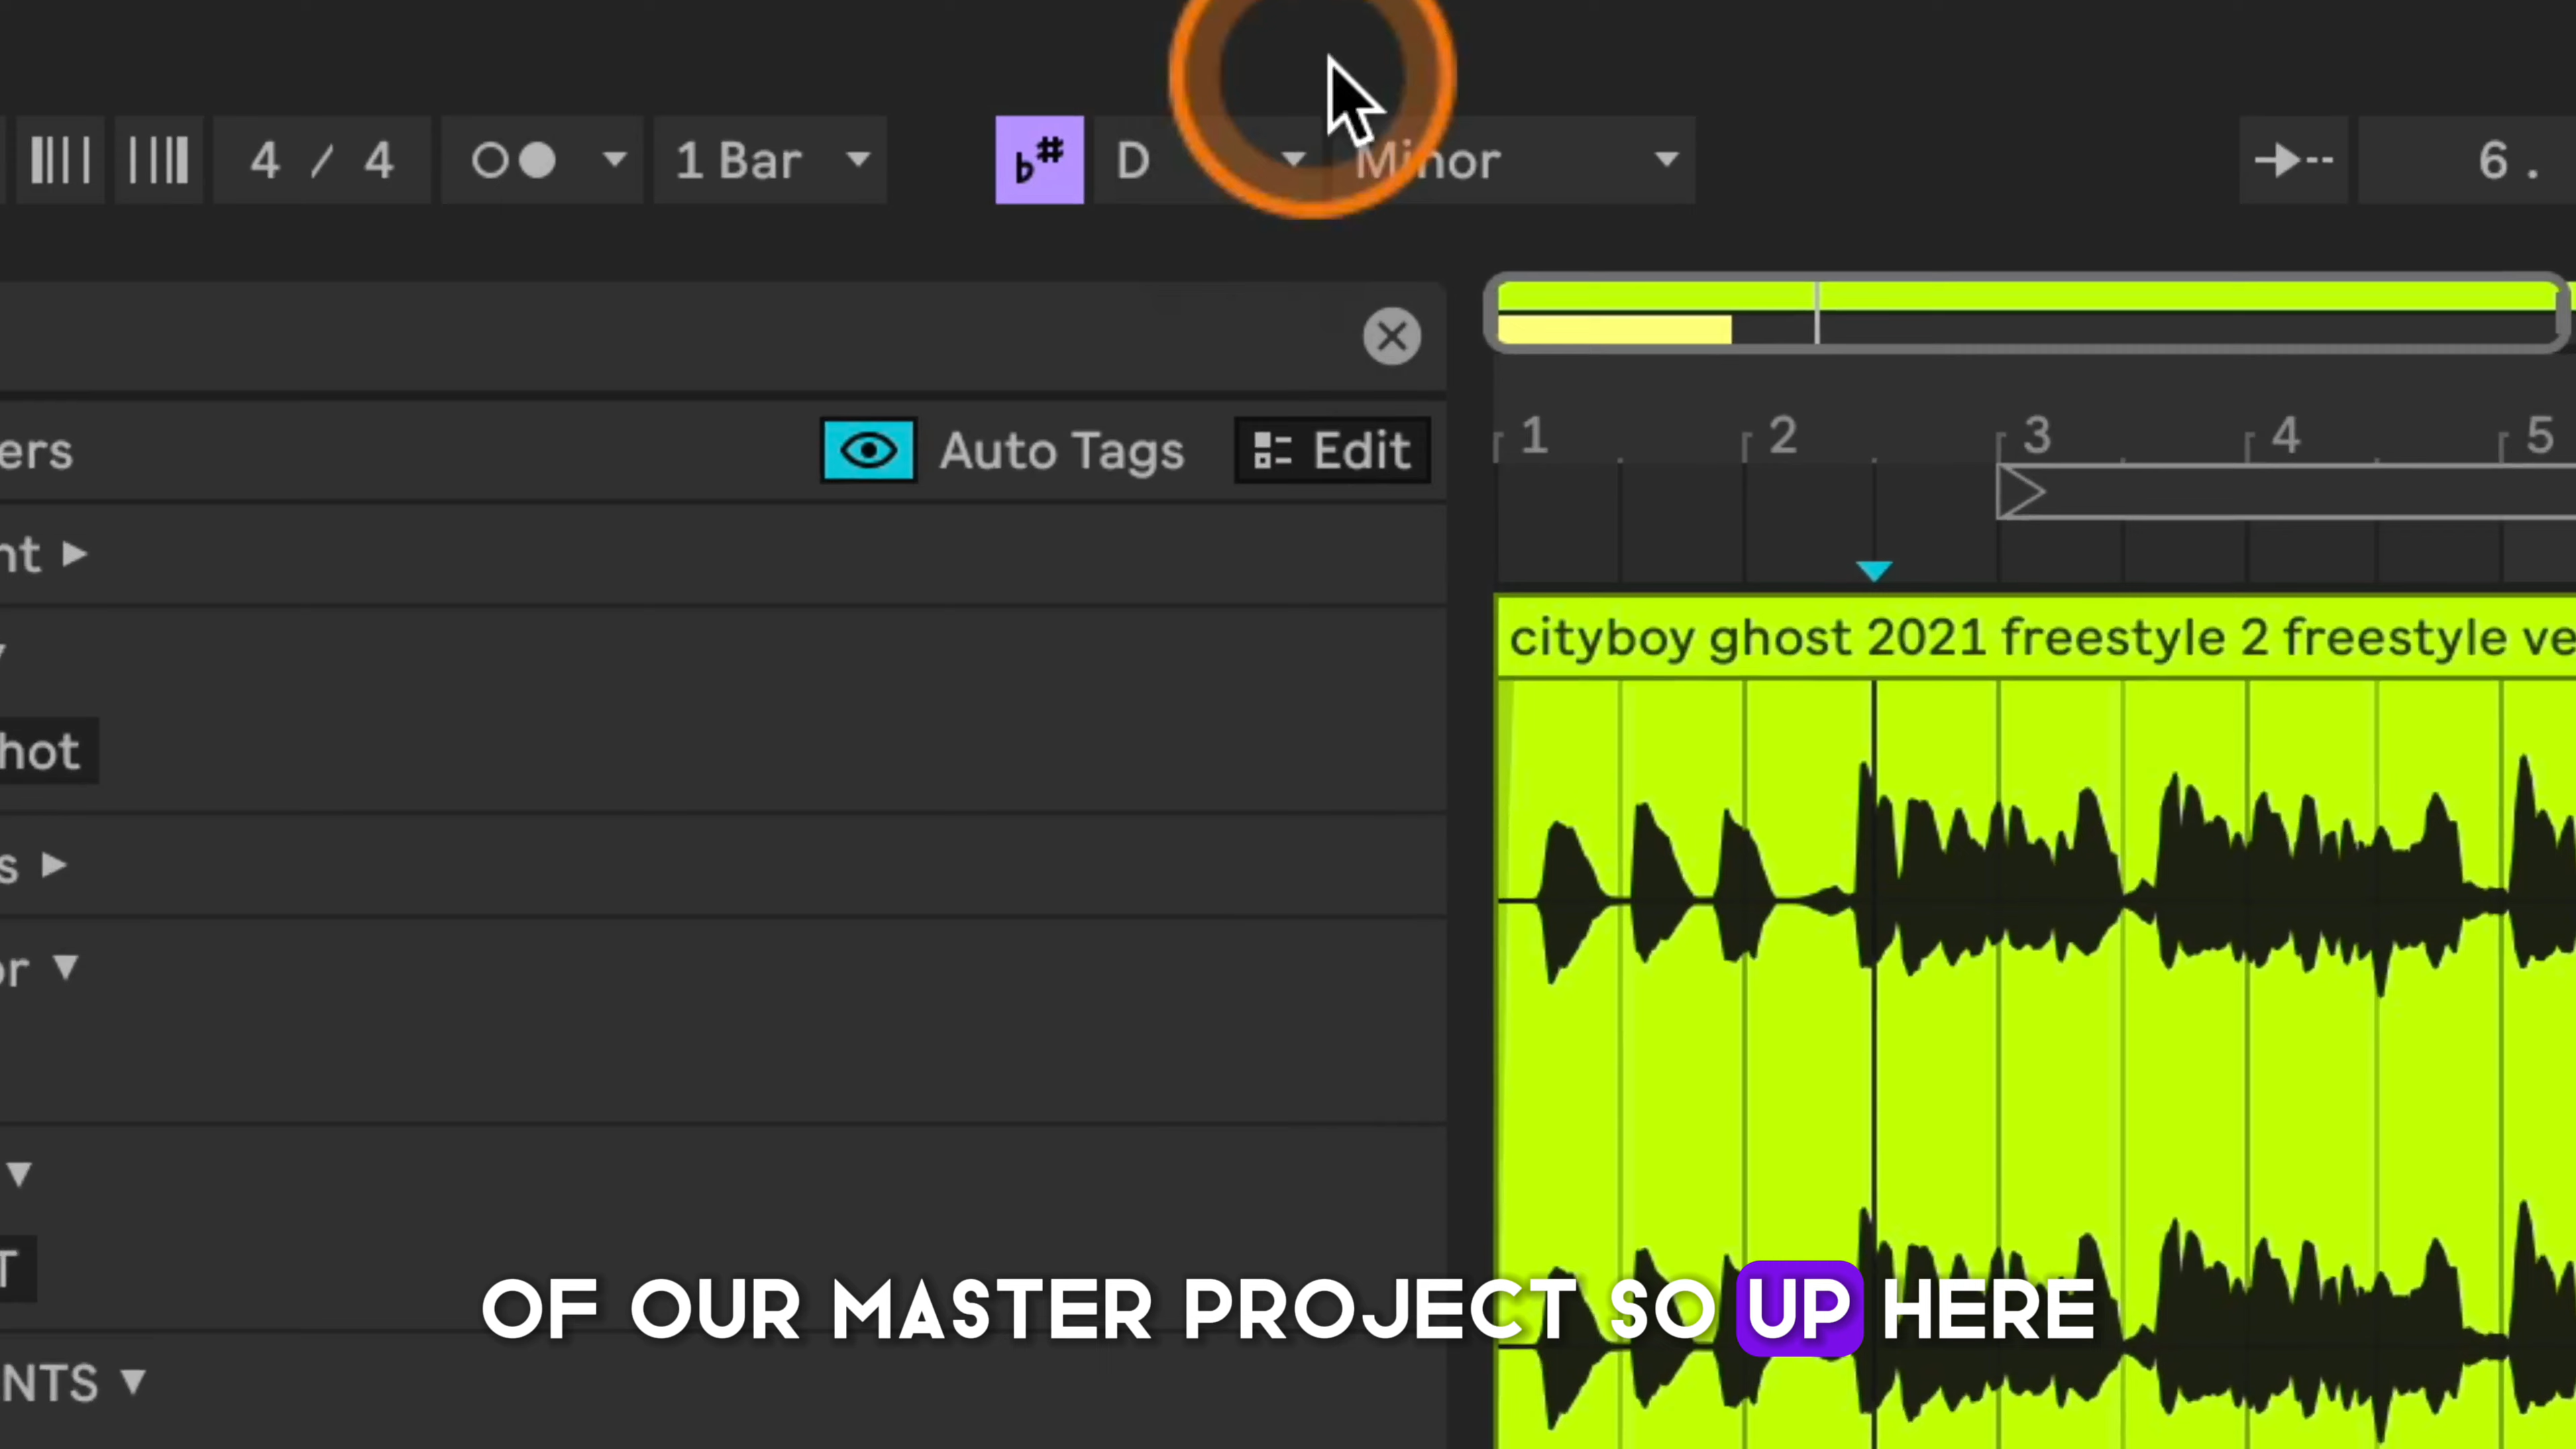 4 / 4
1 Bar
♭#
D
Minor
6 .
ers
Auto Tags
Edit
1
2
3
4
5
nt
cityboy ghost 2021 freestyle 2 freestyle ve
hot
s
or
T
OF OUR MASTER PROJECT SO UP HERE
NTS